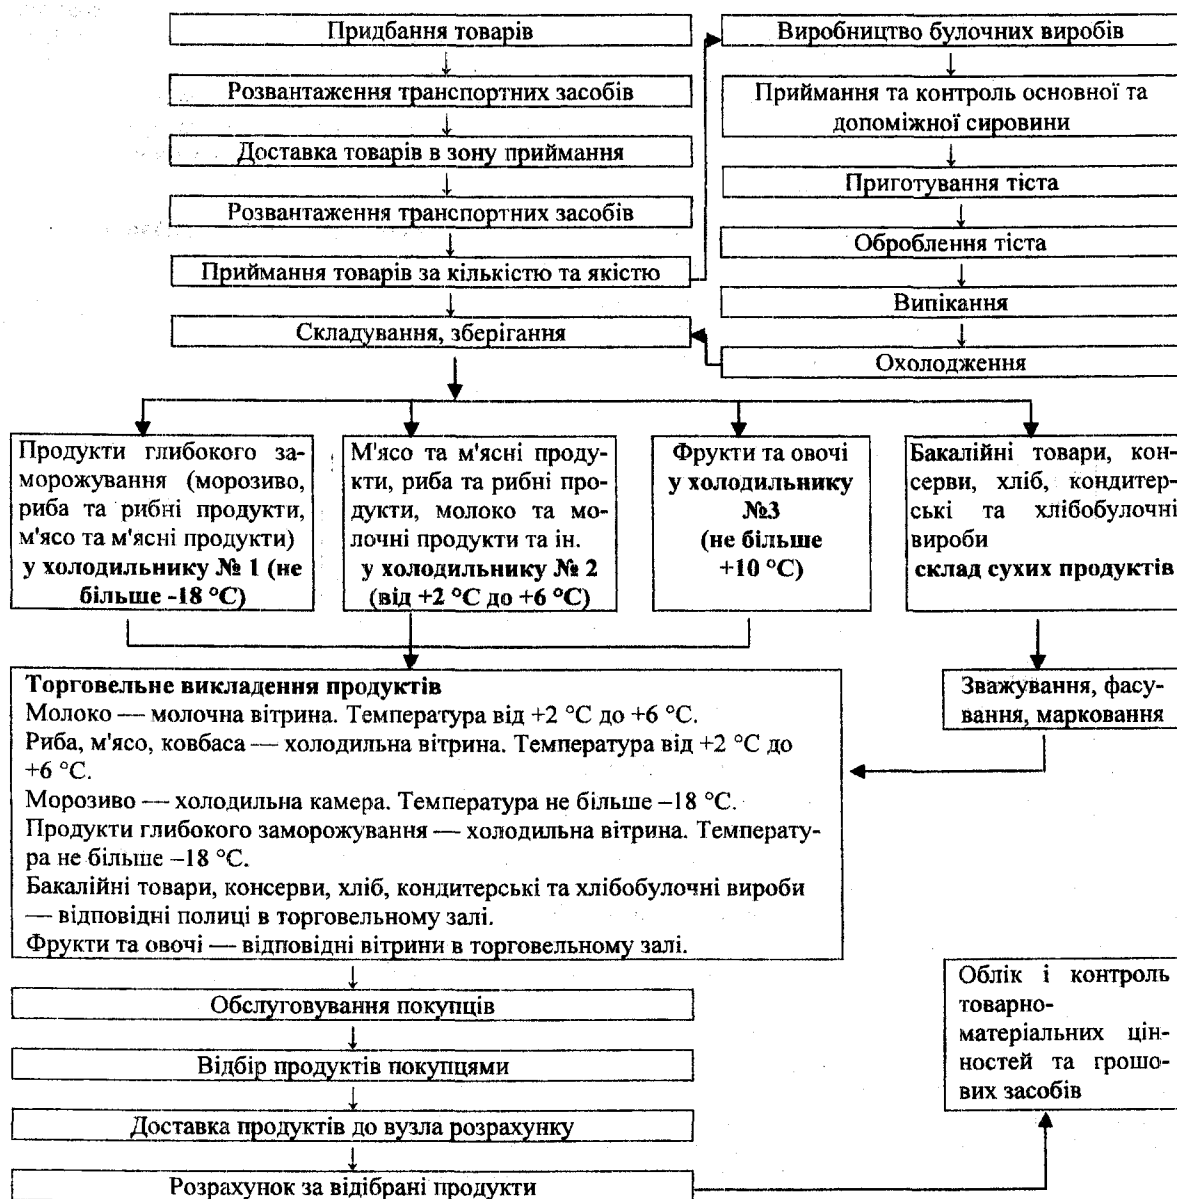 Придбання товарів
Розвантаження транспортних засобів
Доставка товарів в зону приймання
Розвантаження транспортних засобів
Приймання товарів за кількістю та якістю
Складування, зберігання
Виробництво булочних виробів
Приймання та контроль основної та
допоміжної сировини
Приготування тіста
Оброблення тіста
Випікання
Охолодження
Продукти глибокого за-
морожування (морозиво,
риба та рибні продукти,
м'ясо та м'ясні продукти)
у холодильнику № 1 (не
більше -18 °С)
М'ясо та м'ясні проду-
кти, риба та рибні про-
дукти, молоко та мо-
лочні продукти та ін.
у холодильнику № 2
(від +2 °С до +6 °С)
Фрукти та овочі
у холодильнику
№3
(не більше
+10 °С)
Бакалійні товари, кон-
серви, хліб, кондитер-
ські та хлібобулочні
вироби
склад сухих продуктів
Зважування, фасу-
вання, марковання
Торговельне викладення продуктів
Молоко — молочна вітрина. Температура від +2 °С до +6 °С.
Риба, м'ясо, ковбаса — холодильна вітрина. Температура від +2 °С до
+6 °С.
Морозиво — холодильна камера. Температура не більше –18 °С.
Продукти глибокого заморожування — холодильна вітрина. Температу-
ра не більше –18 °С.
Бакалійні товари, консерви, хліб, кондитерські та хлібобулочні вироби
— відповідні полиці в торговельному залі.
Фрукти та овочі — відповідні вітрини в торговельному залі.
Обслуговування покупців
Відбір продуктів покупцями
Доставка продуктів до вузла розрахунку
Розрахунок за відібрані продукти
Облік і контроль
товарно-
матеріальних цін-
ностей та грошо-
вих засобів